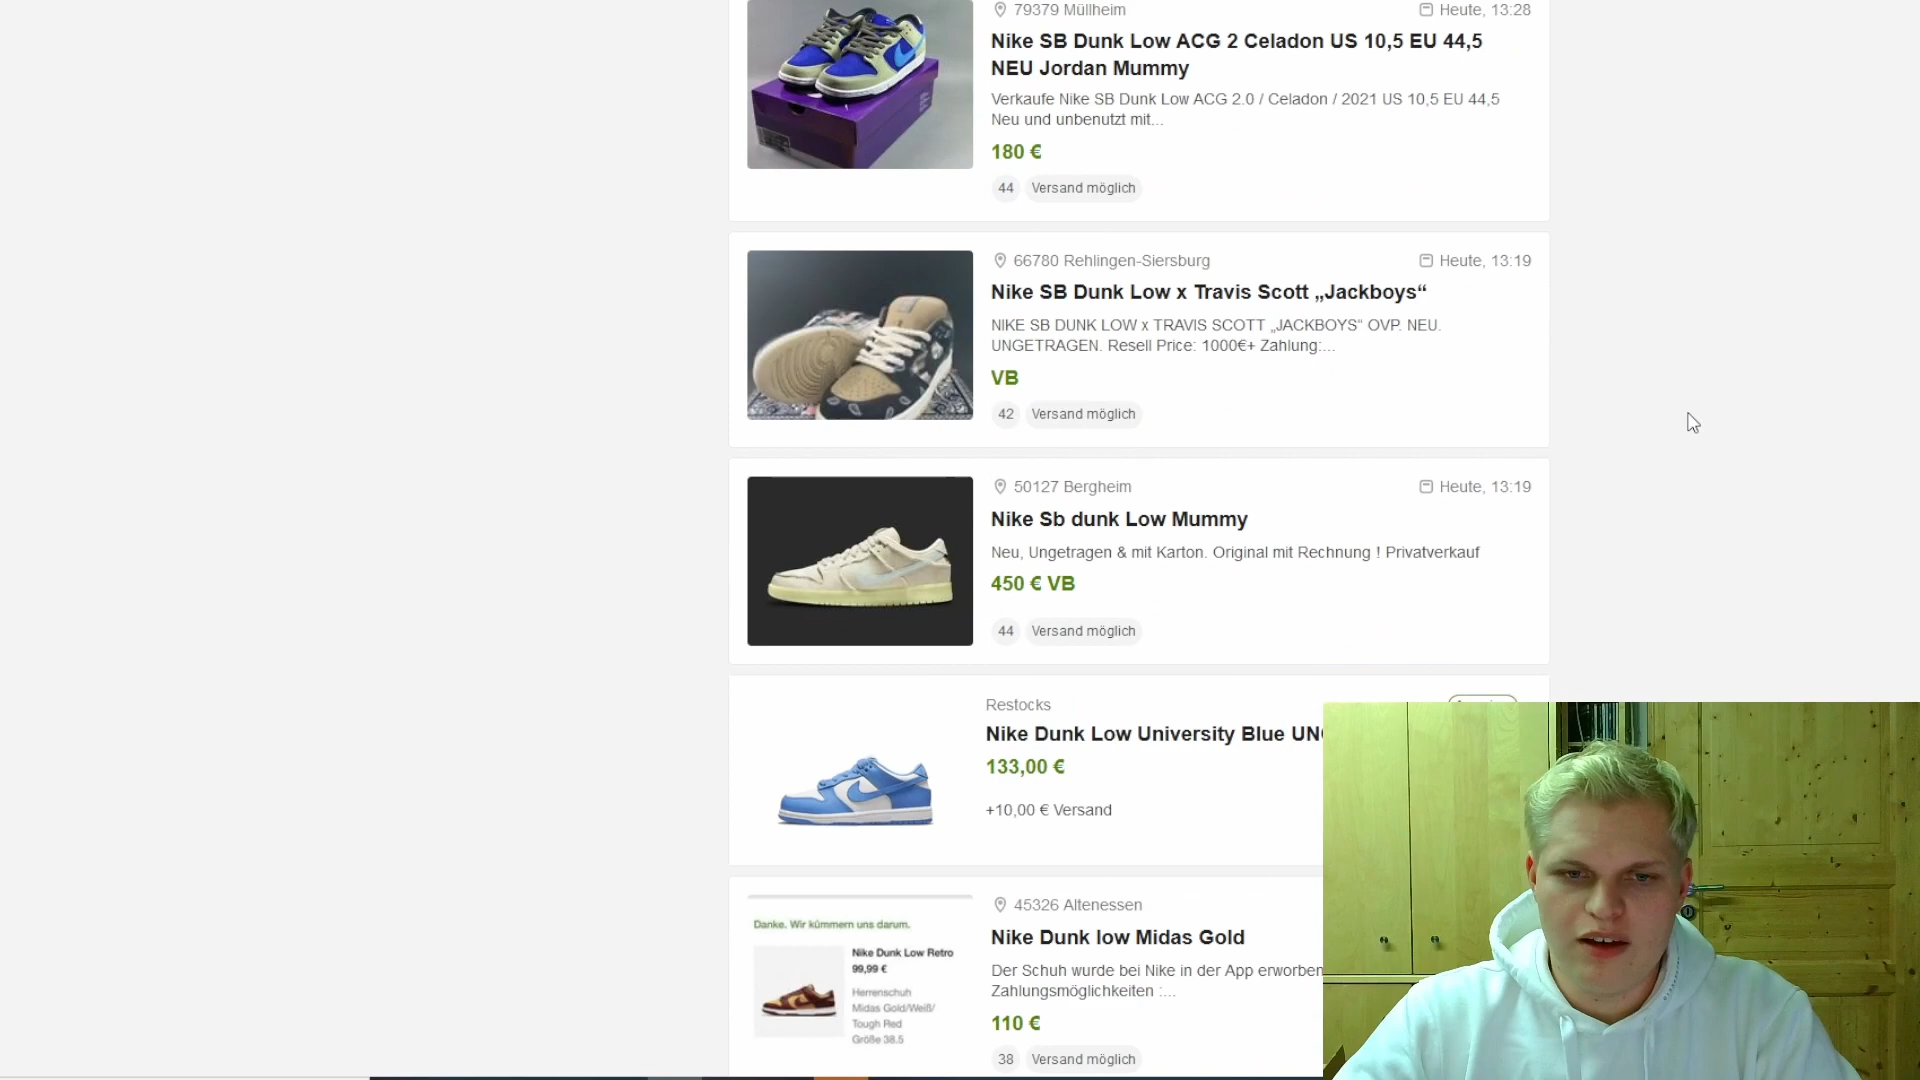 79379 Müllheim
Heute, 13:28
Nike SB Dunk Low ACG 2 Celadon US 10,5 EU 44,5
NEU Jordan Mummy
Verkaufe Nike SB Dunk Low ACG 2.0 / Celadon / 2021 US 10,5 EU 44,5
Neu und unbenutzt mit...
180 €
44
Versand möglich
66780 Rehlingen-Siersburg
Heute, 13:19
Nike SB Dunk Low x Travis Scott „Jackboys“
NIKE SB DUNK LOW x TRAVIS SCOTT „JACKBOYS“ OVP. NEU.
UNGETRAGEN. Resell Price: 1000€+ Zahlung:...
VB
42
Versand möglich
50127 Bergheim
Heute, 13:19
Nike Sb dunk Low Mummy
Neu, Ungetragen & mit Karton. Original mit Rechnung ! Privatverkauf
450 € VB
44
Versand möglich
Restocks
Nike Dunk Low University Blue UN
133,00 €
+10,00 € Versand
45326 Altenessen
Nike Dunk low Midas Gold
Der Schuh wurde bei Nike in der App erworben
Zahlungsmöglichkeiten :...
110 €
38
Versand möglich
Danke. Wir kümmern uns darum.
Nike Dunk Low Retro
99,99 €
Herrenschuh
Midas Gold/Weiß/
Tough Red
Größe 38.5